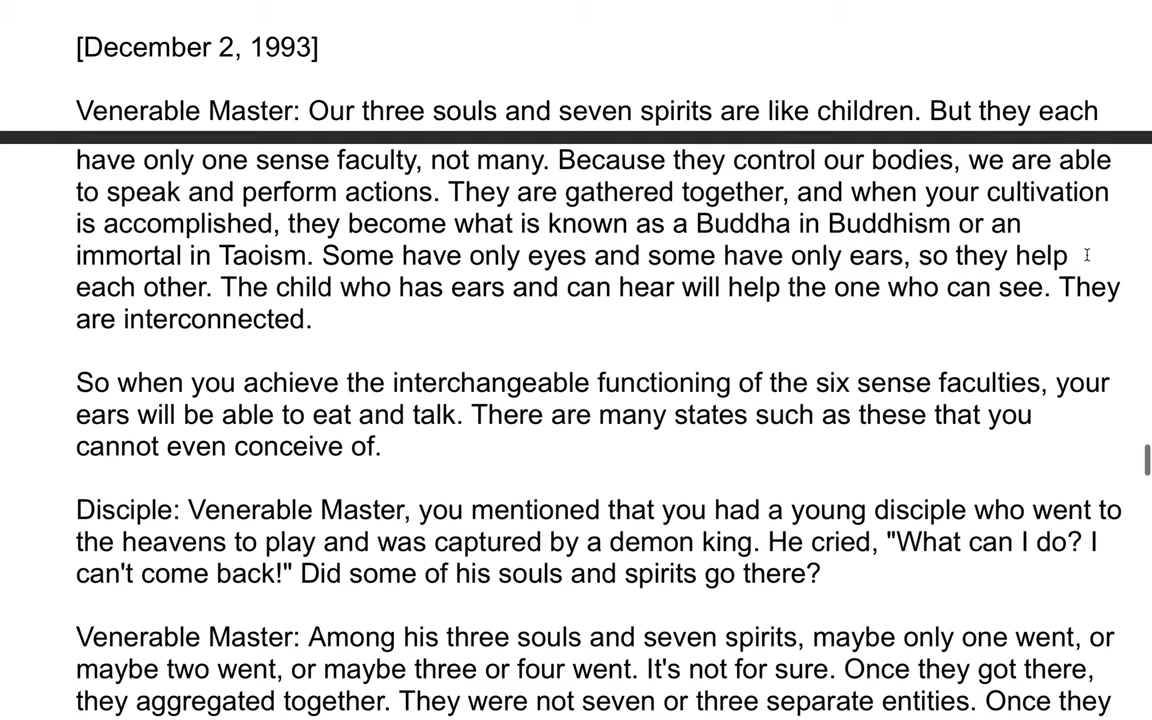 [December 2, 1993]
Venerable Master: Our three souls and seven spirits are like children. But they each
have only one sense faculty, not many. Because they control our bodies, we are able
to speak and perform actions. They are gathered together, and when your cultivation
is accomplished, they become what is known as a Buddha in Buddhism or an
immortal in Taoism. Some have only eyes and some have only ears, so they help
each other. The child who has ears and can hear will help the one who can see. They
are interconnected.
So when you achieve the interchangeable functioning of the six sense faculties, your
ears will be able to eat and talk. There are many states such as these that you
cannot even conceive of.
Disciple: Venerable Master, you mentioned that you had a young disciple who went to
the heavens to play and was captured by a demon king. He cried, "What can I do? I
can't come back!" Did some of his souls and spirits go there?
Venerable Master: Among his three souls and seven spirits, maybe only one went, or
maybe two went, or maybe three or four went. It's not for sure. Once they got there,
they aggregated together. They were not seven or three separate entities. Once they